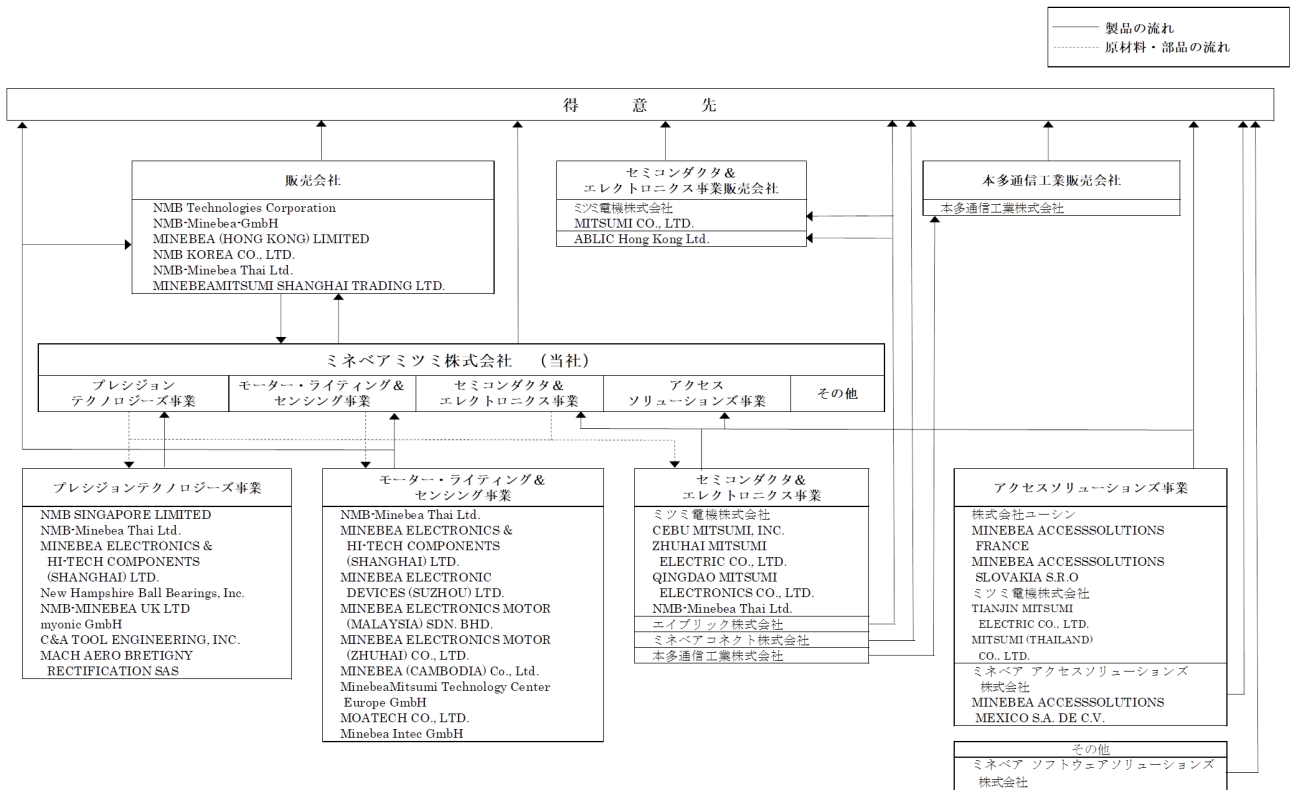 製品の流れ
原材料・部品の流れ
得意先
販売会社
NMB Technologies Corporation
NMB-Minebea-GmbH
MINEBEA (HONG KONG) LIMITED
NMB KOREA CO., LTD.
NMB-Minebea Thai Ltd.
MINEBEAMITSUMI SHANGHAI TRADING LTD.
セミコンダクタ&
エレクトロニクス事業販売会社
ミツミ電機株式会社
MITSUMI CO., LTD.
ABLIC Hong Kong Ltd.
本多通信工業販売会社
本多通信工業株式会社
ミネベアミツミ株式会社 (当社)
プレシジョン
テクノロジーズ事業
モーター・ライティング&
センシング事業
セミコンダクタ&
エレクトロニクス事業
アクセス
ソリューションズ事業
その他
プレシジョンテクノロジーズ事業
NMB SINGAPORE LIMITED
NMB-Minebea Thai Ltd.
MINEBEA ELECTRONICS &
HI-TECH COMPONENTS
(SHANGHAI) LTD.
New Hampshire Ball Bearings, Inc.
NMB-MINEBEA UK LTD
myonic GmbH
C&A TOOL ENGINEERING, INC.
MACH AERO BRETIGNY
RECTIFICATION SAS
モーター・ライティング&
センシング事業
NMB-Minebea Thai Ltd.
MINEBEA ELECTRONICS &
HI-TECH COMPONENTS
(SHANGHAI) LTD.
MINEBEA ELECTRONIC
DEVICES (SUZHOU) LTD.
MINEBEA ELECTRONICS MOTOR
(MALAYSIA) SDN. BHD.
MINEBEA ELECTRONICS MOTOR
(ZHUHAI) CO., LTD.
MINEBEA (CAMBODIA) Co., Ltd.
MinebeaMitsumi Technology Center
Europe GmbH
MOATECH CO., LTD.
Minebea Intec GmbH
セミコンダクタ&
エレクトロニクス事業
ミツミ電機株式会社
CEBU MITSUMI, INC.
ZHUHAI MITSUMI
ELECTRIC CO., LTD.
QINGDAO MITSUMI
ELECTRONICS CO., LTD.
NMB-Minebea Thai Ltd.
エイブリック株式会社
ミネベアコネクト株式会社
本多通信工業株式会社
アクセスソリューションズ事業
株式会社ユーシン
MINEBEA ACCESSSOLUTIONS
FRANCE
MINEBEA ACCESSSOLUTIONS
SLOVAKIA S.R.O
ミツミ電機株式会社
TIANJIN MITSUMI
ELECTRIC CO., LTD.
MITSUMI (THAILAND)
CO., LTD.
ミネベア アクセスソリューションズ
株式会社
MINEBEA ACCESSSOLUTIONS
MEXICO S.A. DE C.V.
その他
ミネベア ソフトウェアソリューションズ
株式会社